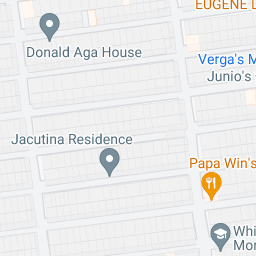 EUGENE L
Donald Aga House
Verga's M
Junio's
Jacutina Residence
Papa Win's
Whi
Mor